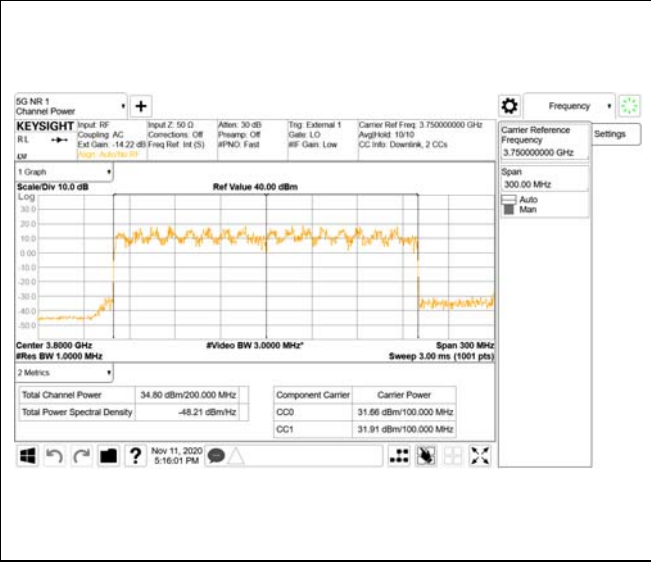 5G NR 1
Channel Power
Frequency
KEYSIGHT
RL
Input: RF
Coupling: AC
Ext Gain: -14.22 dB
Align: Auto/No RF
Input Z: 50 Ω
Corrections: Off
Freq Ref: Int (S)
Atten: 30 dB
Preamp: Off
#PNO: Fast
Trig: External 1
Gate: LO
#IF Gain: Low
Carrier Ref Freq: 3.750000000 GHz
Avg|Hold: 10/10
CC Info: Downlink, 2 CCs
Carrier Reference
Frequency
3.750000000 GHz
Settings
Span
300.00 MHz
Auto
Man
1 Graph
Scale/Div 10.0 dB
Ref Value 40.00 dBm
Log
30.0
20.0
10.0
0.00
-10.0
-20.0
-30.0
-40.0
-50.0
Center 3.8000 GHz
#Video BW 3.0000 MHz*
Span 300 MHz
#Res BW 1.0000 MHz
Sweep 3.00 ms (1001 pts)
2 Metrics
Total Channel Power 34.80 dBm/200.000 MHz
Total Power Spectral Density -48.21 dBm/Hz
Component Carrier Carrier Power
CC0 31.66 dBm/100.000 MHz
CC1 31.91 dBm/100.000 MHz
?
Nov 11, 2020
5:16:01 PM